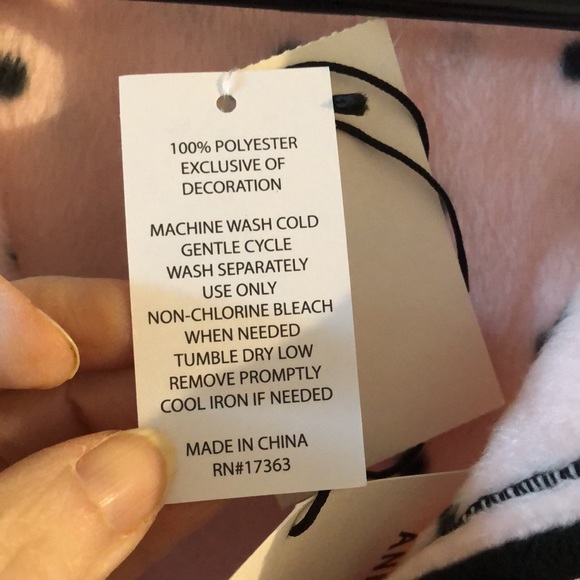 100% POLYESTER
EXCLUSIVE OF
DECORATION
MACHINE WASH COLD
GENTLE CYCLE
WASH SEPARATELY
USE ONLY
NON-CHLORINE BLEACH
WHEN NEEDED
TUMBLE DRY LOW
REMOVE PROMPTLY
COOL IRON IF NEEDED
MADE IN CHINA
RN#17363